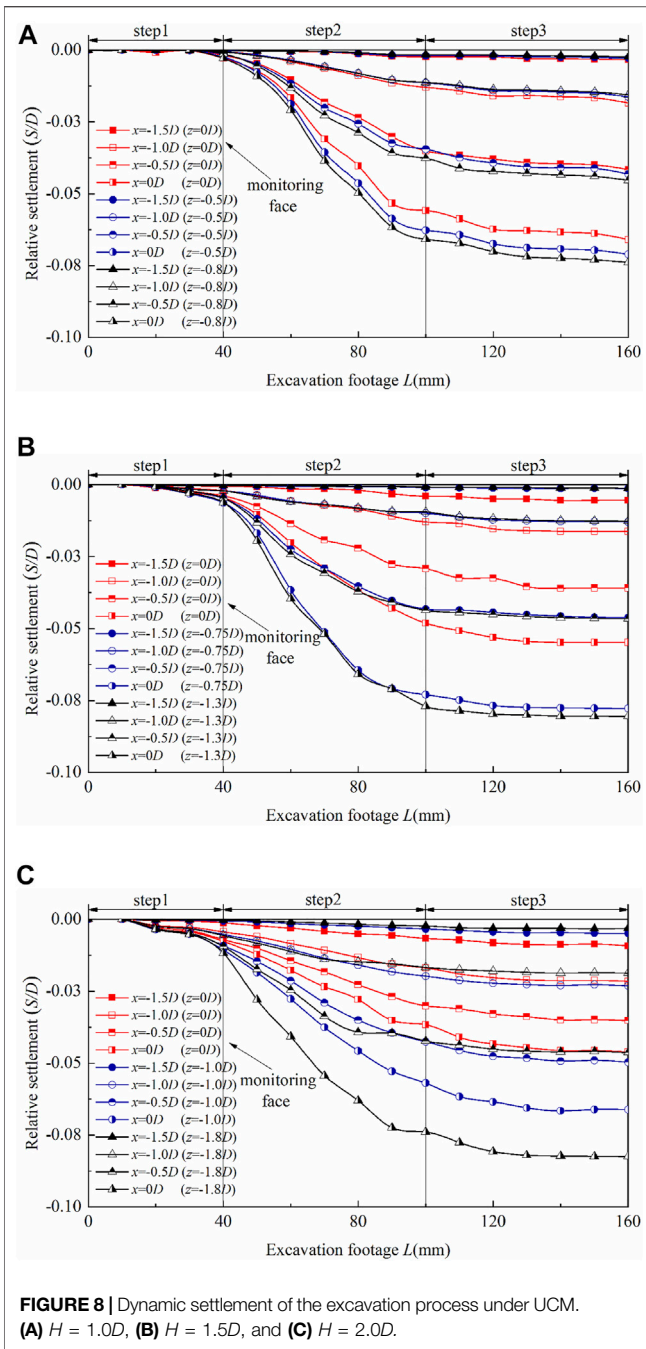 A
step1 step2 step3
0.00
-0.03
-0.05
-0.08
-0.10
Relative settlement (S/D)
x=-1.5D (z=0D)
x=-1.0D (z=0D)
x=-0.5D (z=0D)
x=0D (z=0D)
x=-1.5D (z=-0.5D)
x=-1.0D (z=-0.5D)
x=-0.5D (z=-0.5D)
x=0D (z=-0.5D)
x=-1.5D (z=-0.8D)
x=-1.0D (z=-0.8D)
x=-0.5D (z=-0.8D)
x=0D (z=-0.8D)
monitoring
face
0 40 80 120 160
Excavation footage L(mm)
B
step1 step2 step3
0.00
-0.03
-0.05
-0.08
-0.10
Relative settlement (S/D)
x=-1.5D (z=0D)
x=-1.0D (z=0D)
x=-0.5D (z=0D)
x=0D (z=0D)
x=-1.5D (z=-0.75D)
x=-1.0D (z=-0.75D)
x=-0.5D (z=-0.75D)
x=0D (z=-0.75D)
x=-1.5D (z=-1.3D)
x=-1.0D (z=-1.3D)
x=-0.5D (z=-1.3D)
x=0D (z=-1.3D)
monitoring
face
0 40 80 120 160
Excavation footage L(mm)
C
step1 step2 step3
0.00
-0.03
-0.05
-0.08
-0.10
Relative settlement (S/D)
x=-1.5D (z=0D)
x=-1.0D (z=0D)
x=-0.5D (z=0D)
x=0D (z=0D)
x=-1.5D (z=-1.0D)
x=-1.0D (z=-1.0D)
x=-0.5D (z=-1.0D)
x=0D (z=-1.0D)
x=-1.5D (z=-1.8D)
x=-1.0D (z=-1.8D)
x=-0.5D (z=-1.8D)
x=0D (z=-1.8D)
monitoring
face
0 40 80 120 160
Excavation footage L(mm)
FIGURE 8 | Dynamic settlement of the excavation process under UCM.
(A) H = 1.0D, (B) H = 1.5D, and (C) H = 2.0D.